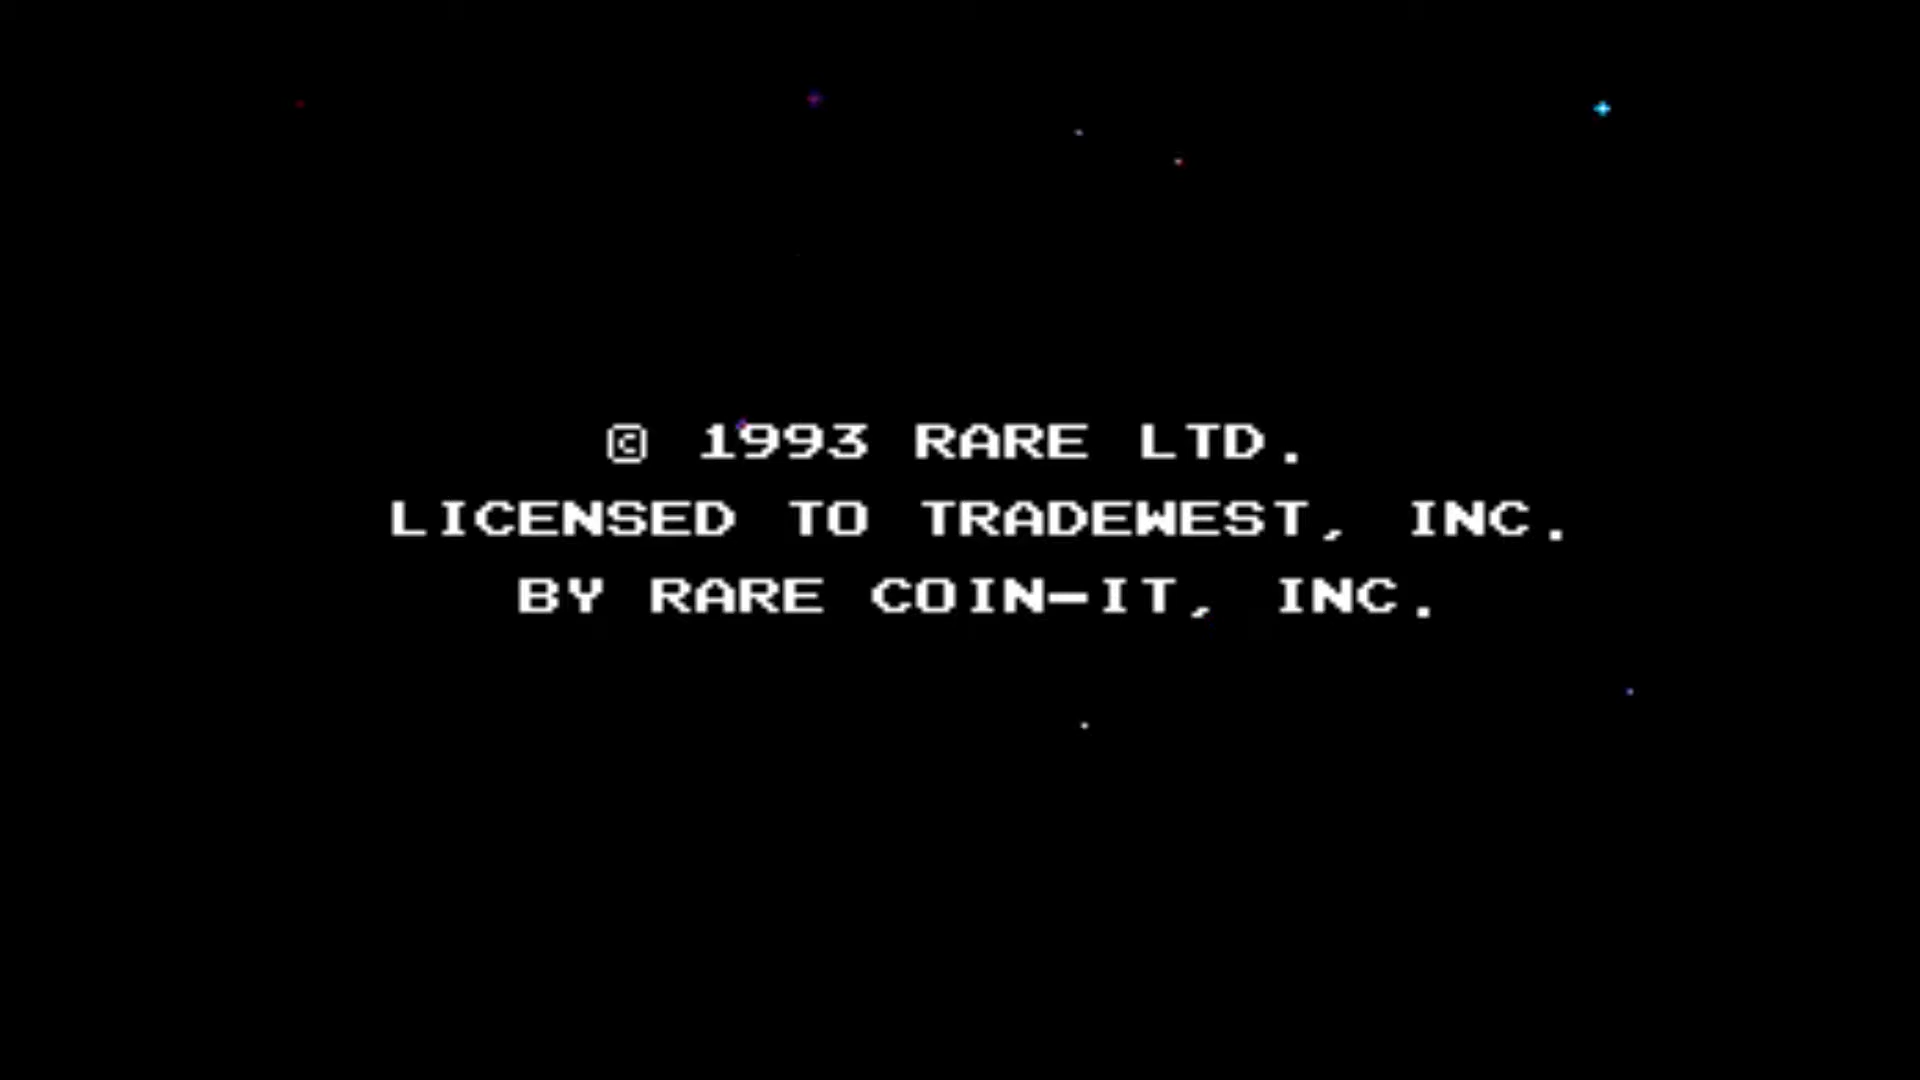 © 1993 RARE LTD.
LICENSED TO TRADEWEST, INC.
BY RARE COIN-IT, INC.